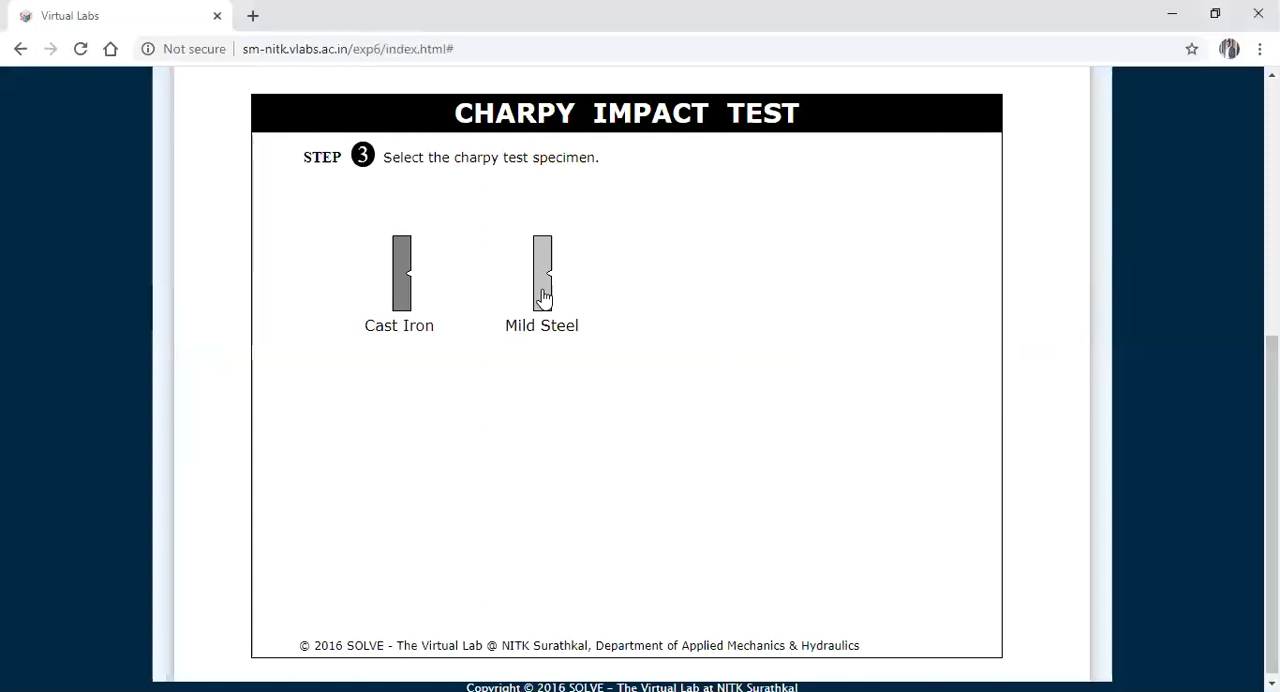 Virtual Labs
Not secure
sm-nitk.vlabs.ac.in/exp6/index.html#
CHARPY IMPACT TEST
STEP 3 Select the charpy test specimen.
Cast Iron
Mild Steel
© 2016 SOLVE - The Virtual Lab @ NITK Surathkal, Department of Applied Mechanics & Hydraulics
Copyright © 2016 SOLVE - The Virtual Lab at NITK Surathkal